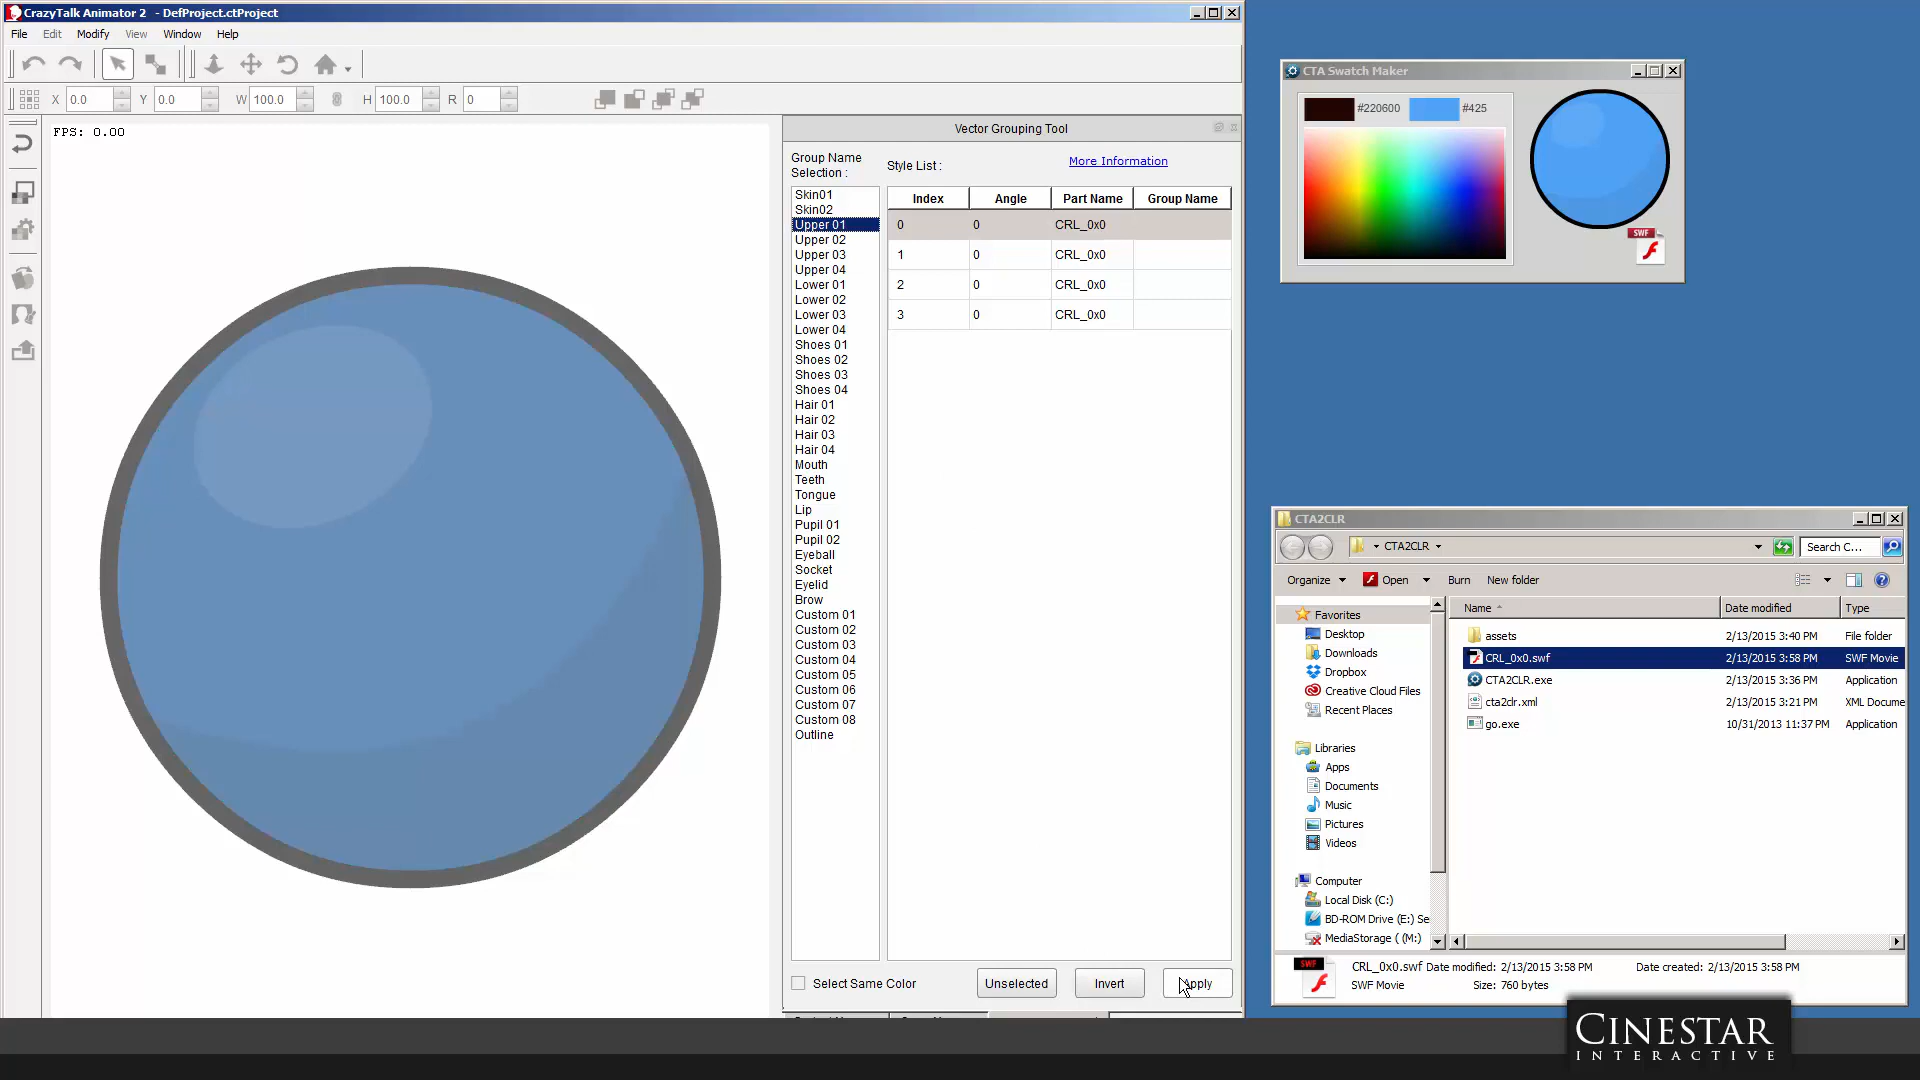 CrazyTalk Animator 2 - DefProject.ctProject
File Edit Modify View Window Help
X 0.0 Y 0.0 W 100.0 H 100.0 R 0
FPS: 0.00
Vector Grouping Tool
Group Name
Selection :
Style List :
More Information
Skin01
Skin02
Upper 01
Upper 02
Upper 03
Upper 04
Lower 01
Lower 02
Lower 03
Lower 04
Shoes 01
Shoes 02
Shoes 03
Shoes 04
Hair 01
Hair 02
Hair 03
Hair 04
Mouth
Teeth
Tongue
Lip
Pupil 01
Pupil 02
Eyeball
Socket
Eyelid
Brow
Custom 01
Custom 02
Custom 03
Custom 04
Custom 05
Custom 06
Custom 07
Custom 08
Outline
Index Angle Part Name Group Name
0 0 CRL_0x0
1 0 CRL_0x0
2 0 CRL_0x0
3 0 CRL_0x0
Select Same Color
Unselected
Invert
Apply
CTA Swatch Maker
#220600 #425
SWF
CTA2CLR
CTA2CLR
Search C...
Organize Open Burn New folder
Favorites
Desktop
Downloads
Dropbox
Creative Cloud Files
Recent Places
Libraries
Apps
Documents
Music
Pictures
Videos
Computer
Local Disk (C:)
BD-ROM Drive (E:) Se
MediaStorage ( (M:)
Name Date modified Type
assets 2/13/2015 3:40 PM File folder
CRL_0x0.swf 2/13/2015 3:58 PM SWF Movie
CTA2CLR.exe 2/13/2015 3:36 PM Application
cta2clr.xml 2/13/2015 3:21 PM XML Docume
go.exe 10/31/2013 11:37 PM Application
SWF
CRL_0x0.swf Date modified: 2/13/2015 3:58 PM Date created: 2/13/2015 3:58 PM
SWF Movie Size: 760 bytes
CINESTAR
INTERACTIVE